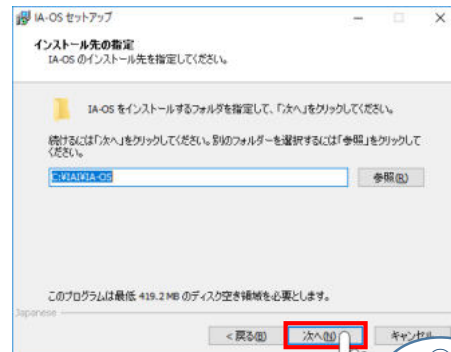 IA-OS セットアップ
インストール先の指定
IA-OS のインストール先を指定してください。
IA-OS をインストールするフォルダを指定して、「次へ」をクリックしてください。
続けるには「次へ」をクリックしてください。別のフォルダーを選択するには「参照」をクリックして
ください。
C:¥IAI¥IA-OS
参照(R)
このプログラムは最低 419.2 MB のディスク空き領域を必要とします。
Japanese
< 戻る(B)
次へ(N)
キャンセル